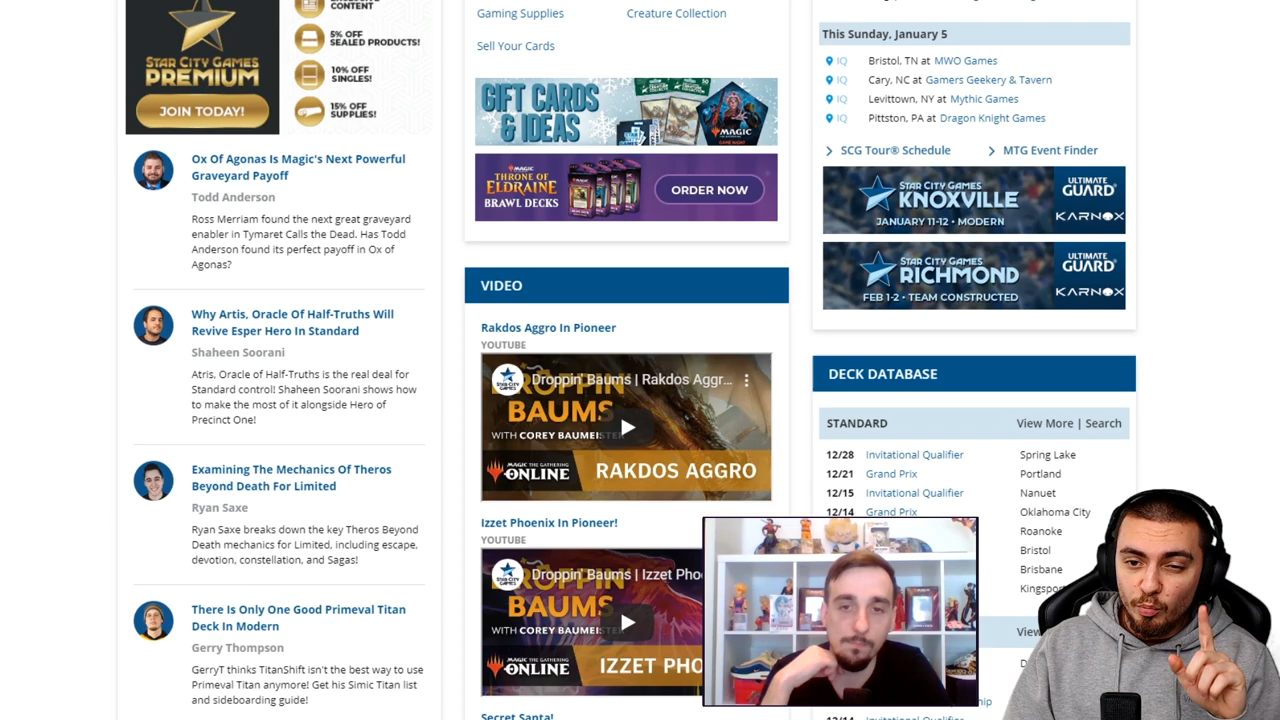 CONTENT
5% OFF
SEALED PRODUCTS!
STAR CITY GAMES
PREMIUM
10% OFF
SINGLES!
JOIN TODAY!
15% OFF
SUPPLIES!
Ox Of Agonas Is Magic's Next Powerful
Graveyard Payoff
Todd Anderson
Ross Merriam found the next great graveyard
enabler in Tymaret Calls the Dead. Has Todd
Anderson found its perfect payoff in Ox of
Agonas?
Why Artis, Oracle Of Half-Truths Will
Revive Esper Hero In Standard
Shaheen Soorani
Atris, Oracle of Half-Truths is the real deal for
Standard control! Shaheen Soorani shows how
to make the most of it alongside Hero of
Precinct One!
Examining The Mechanics Of Theros
Beyond Death For Limited
Ryan Saxe
Ryan Saxe breaks down the key Theros Beyond
Death mechanics for Limited, including escape,
devotion, constellation, and Sagas!
There Is Only One Good Primeval Titan
Deck In Modern
Gerry Thompson
GerryT thinks TitanShift isn't the best way to use
Primeval Titan anymore! Get his Simic Titan list
and sideboarding guide!
Gaming Supplies
Creature Collection
Sell Your Cards
GIFT CARDS
& IDEAS
MAGIC
MAGIC
THRONE OF
ELDRAINE
BRAWL DECKS
ORDER NOW
VIDEO
Rakdos Aggro In Pioneer
YOUTUBE
Droppin' Baums | Rakdos Aggr...
DROPPIN'
BAUMS
WITH COREY BAUMEISTER
MAGIC THE GATHERING
ONLINE
RAKDOS AGGRO
Izzet Phoenix In Pioneer!
YOUTUBE
Droppin' Baums | Izzet Pho
DROPPIN'
BAUMS
WITH COREY BAUMEI
MAGIC THE GATHERING
ONLINE
IZZET PHO
Secret Santa!
This Sunday, January 5
IQ Bristol, TN at MWO Games
IQ Cary, NC at Gamers Geekery & Tavern
IQ Levittown, NY at Mythic Games
IQ Pittston, PA at Dragon Knight Games
SCG Tour® Schedule
MTG Event Finder
STAR CITY GAMES
KNOXVILLE
JANUARY 11-12 • MODERN
ULTIMATE
GUARD
KARNOX
STAR CITY GAMES
RICHMOND
FEB 1-2 • TEAM CONSTRUCTED
ULTIMATE
GUARD
KARNOX
DECK DATABASE
STANDARD View More | Search
12/28 Invitational Qualifier Spring Lake
12/21 Grand Prix Portland
12/15 Invitational Qualifier Nanuet
12/14 Grand Prix Oklahoma City
Roanoke
Bristol
Brisbane
Kingspo
View